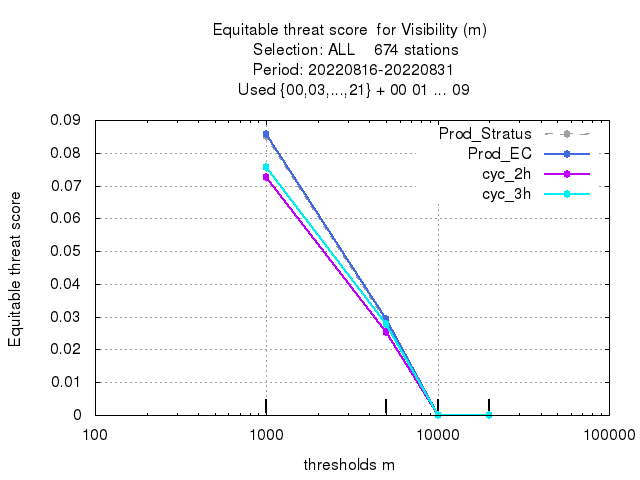 Equitable threat score  for Visibility (m)
Selection: ALL    674 stations
Period: 20220816-20220831
Used {00,03,...,21} + 00 01 ... 09
Prod_Stratus
Prod_EC
cyc_2h
cyc_3h
Equitable threat score
0.09
0.08
0.07
0.06
0.05
0.04
0.03
0.02
0.01
0
100
1000
10000
100000
thresholds m